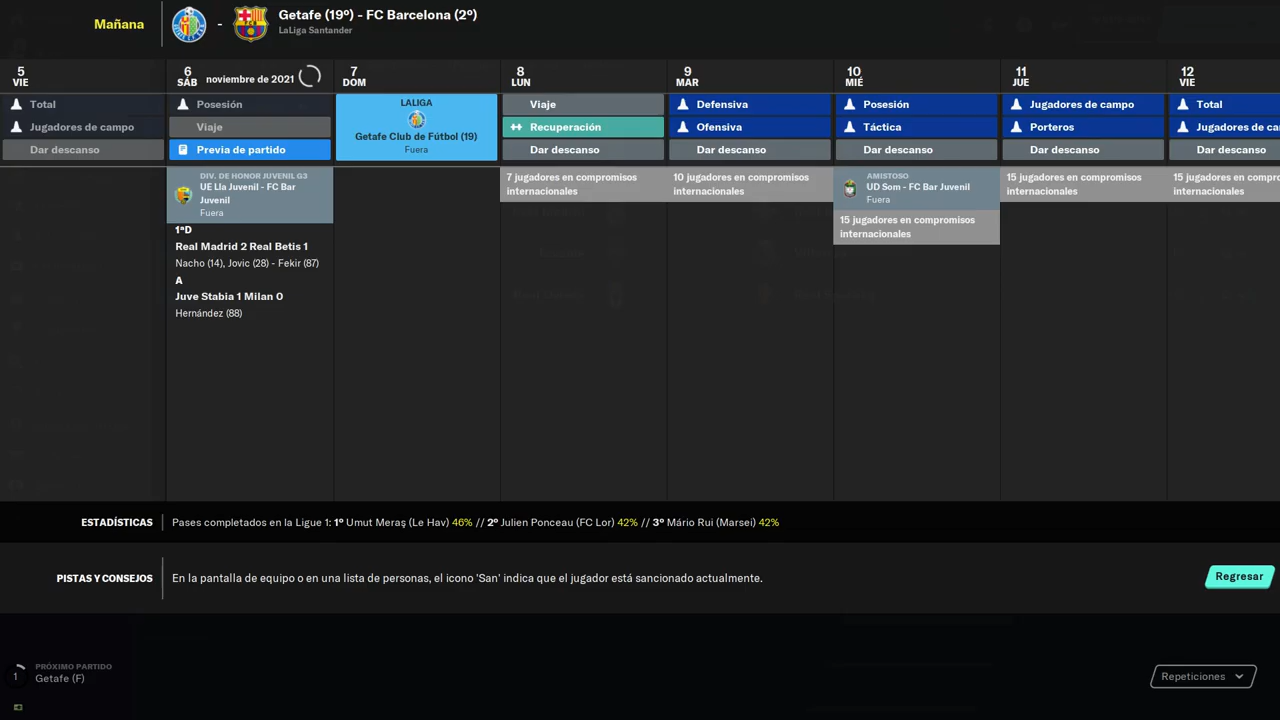 Mañana
Getafe (19º) - FC Barcelona (2º)
LaLiga Santander
5
VIE
6
SÁB
noviembre de 2021
7
DOM
8
LUN
9
MAR
10
MIÉ
11
JUE
12
VIE
Total
Jugadores de campo
Dar descanso
Posesión
Viaje
Previa de partido
LALIGA
Getafe Club de Fútbol (19)
Fuera
Viaje
Recuperación
Dar descanso
Defensiva
Ofensiva
Dar descanso
Posesión
Táctica
Dar descanso
Jugadores de campo
Porteros
Dar descanso
Total
Jugadores de ca
Dar descanso
DIV. DE HONOR JUVENIL G3
UE Lla Juvenil - FC Bar
Juvenil
Fuera
1ªD
Real Madrid 2 Real Betis 1
Nacho (14), Jovic (28) - Fekir (87)
A
Juve Stabia 1 Milan 0
Hernández (88)
7 jugadores en compromisos
internacionales
10 jugadores en compromisos
internacionales
AMISTOSO
UD Som - FC Bar Juvenil
Fuera
15 jugadores en compromisos
internacionales
15 jugadores en compromisos
internacionales
15 jugadores en compro
internacionales
ESTADÍSTICAS
Pases completados en la Ligue 1: 1º Umut Meraş (Le Hav) 46% // 2º Julien Ponceau (FC Lor) 42% // 3º Mário Rui (Marsei) 42%
PISTAS Y CONSEJOS
En la pantalla de equipo o en una lista de personas, el icono 'San' indica que el jugador está sancionado actualmente.
Regresar
1
PRÓXIMO PARTIDO
Getafe (F)
Repeticiones